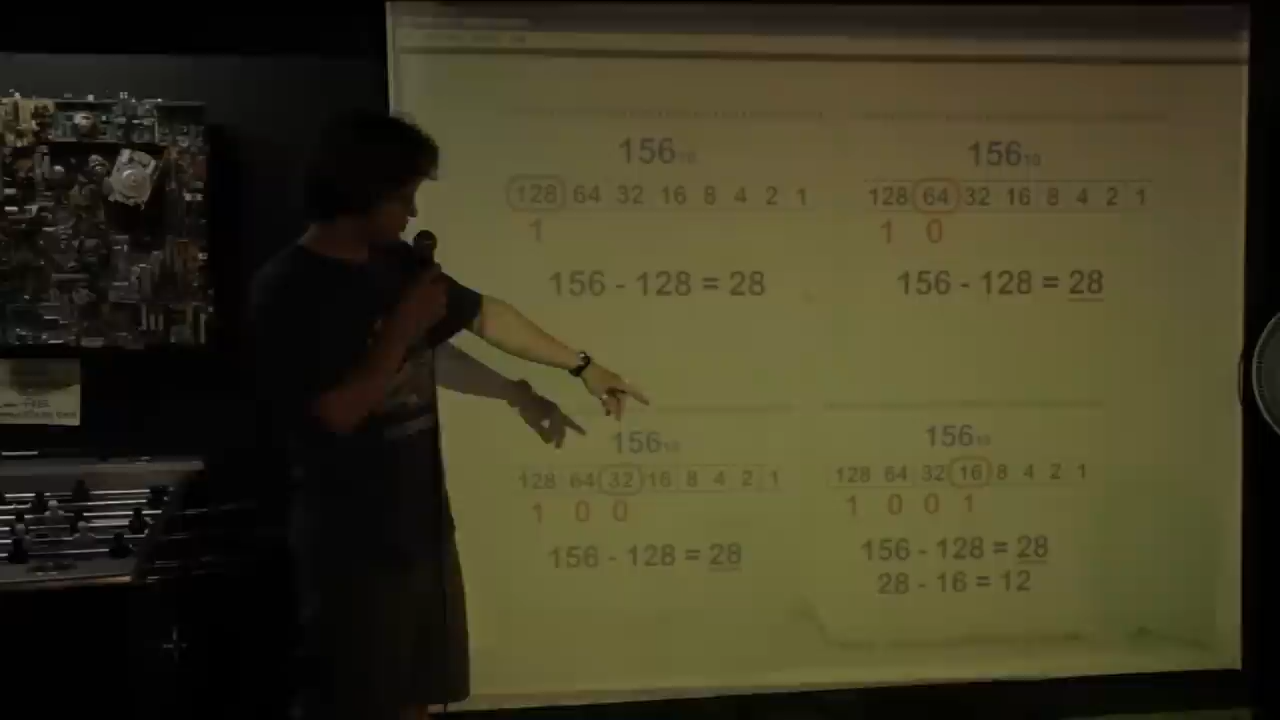 156₁₀
128 64 32 16 8 4 2 1
1
156 - 128 = 28
156₁₀
128 64 32 16 8 4 2 1
1 0
156 - 128 = 28
156₁₀
128 64 32 16 8 4 2 1
1 0 0
156 - 128 = 28
156₁₀
128 64 32 16 8 4 2 1
1 0 0 1
156 - 128 = 28
28 - 16 = 12